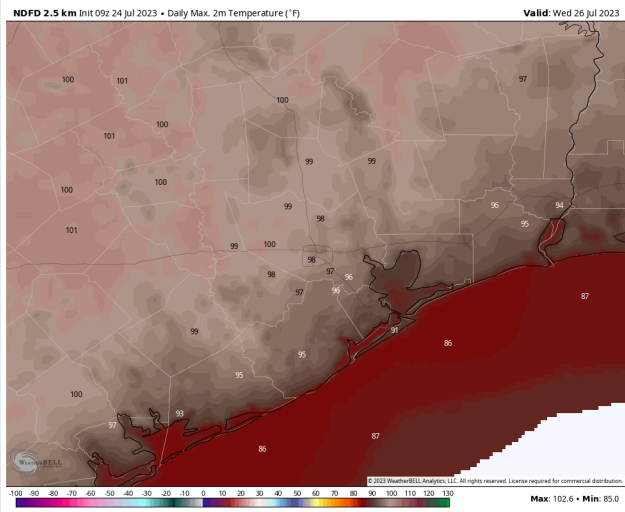 NDFD 2.5 km Init 09z 24 Jul 2023 • Daily Max. 2m Temperature (°F) Valid: Wed 26 Jul 2023
100 101 97
100
100
101
99 99
100
100
96 94
99
98 95
101
99 100
98
98 97 96
97 96 87
91
99 86
95
95
100
93
97
87
86
WeatherBELL
© 2023 WeatherBELL Analytics, LLC. All rights reserved. License required for commercial distribution.
-100 -90 -80 -70 -60 -50 -40 -30 -20 -10 0 10 20 30 40 50 60 70 80 90 100 110 120 130
Max: 102.6 • Min: 85.0